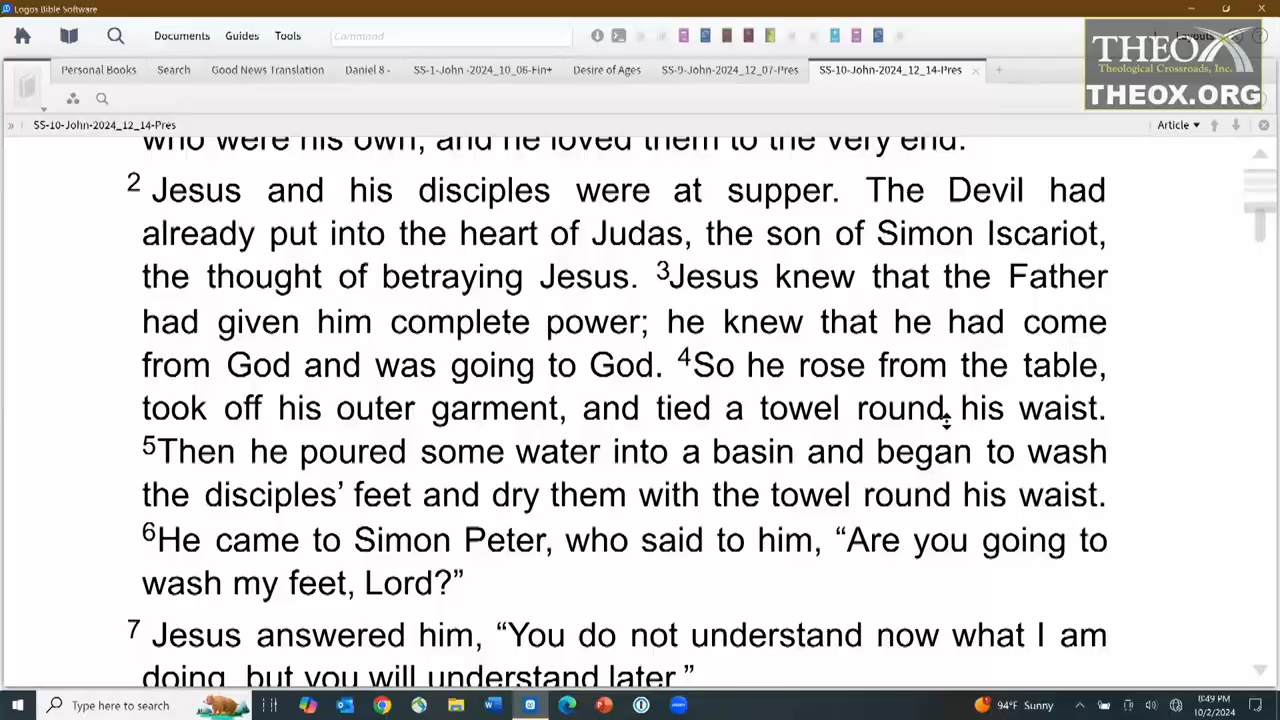 Logos Bible Software
Documents Guides Tools Command
Layouts
THEOX
Theological Crossroads, Inc.
THEOX.ORG
Personal Books Search Good News Translation Daniel 8- Desire of Ages SS-9-John-2024_12_07-Pres SS-10-John-2024_12_14-Pres
SS-10-John-2024_12_14-Pres Article
who were his own, and he loved them to the very end.
2 Jesus and his disciples were at supper. The Devil had
already put into the heart of Judas, the son of Simon Iscariot,
the thought of betraying Jesus. 3Jesus knew that the Father
had given him complete power; he knew that he had come
from God and was going to God. 4So he rose from the table,
took off his outer garment, and tied a towel round his waist.
5Then he poured some water into a basin and began to wash
the disciples’ feet and dry them with the towel round his waist.
6He came to Simon Peter, who said to him, “Are you going to
wash my feet, Lord?”
7 Jesus answered him, “You do not understand now what I am
doing, but you will understand later.”
Type here to search
94°F Sunny
8:49 PM
10/2/2024